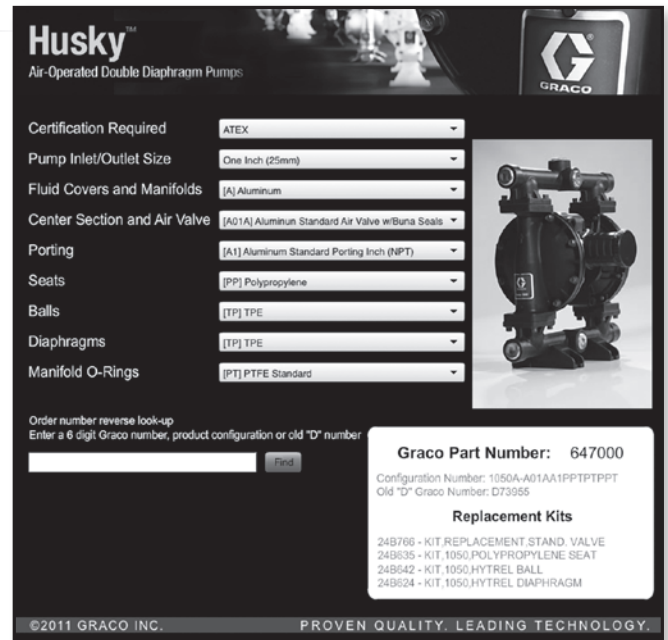 Husky™
Air-Operated Double Diaphragm Pumps
GRACO
Certification Required ATEX
Pump Inlet/Outlet Size One Inch (25mm)
Fluid Covers and Manifolds [A] Aluminum
Center Section and Air Valve [A01A] Aluminun Standard Air Valve w/Buna Seals
Porting [A1] Aluminum Standard Porting Inch (NPT)
Seats [PP] Polypropylene
Balls [TP] TPE
Diaphragms [TP] TPE
Manifold O-Rings [PT] PTFE Standard
Order number reverse look-up
Enter a 6 digit Graco number, product configuration or old "D" number
Find
Graco Part Number: 647000
Configuration Number: 1050A-A01AA1PPTPTPPT
Old "D" Graco Number: D73955
Replacement Kits
24B766 - KIT,REPLACEMENT,STAND. VALVE
24B635 - KIT,1050,POLYPROPYLENE SEAT
24B642 - KIT,1050,HYTREL BALL
24B624 - KIT,1050,HYTREL DIAPHRAGM
©2011 GRACO INC. PROVEN QUALITY. LEADING TECHNOLOGY.